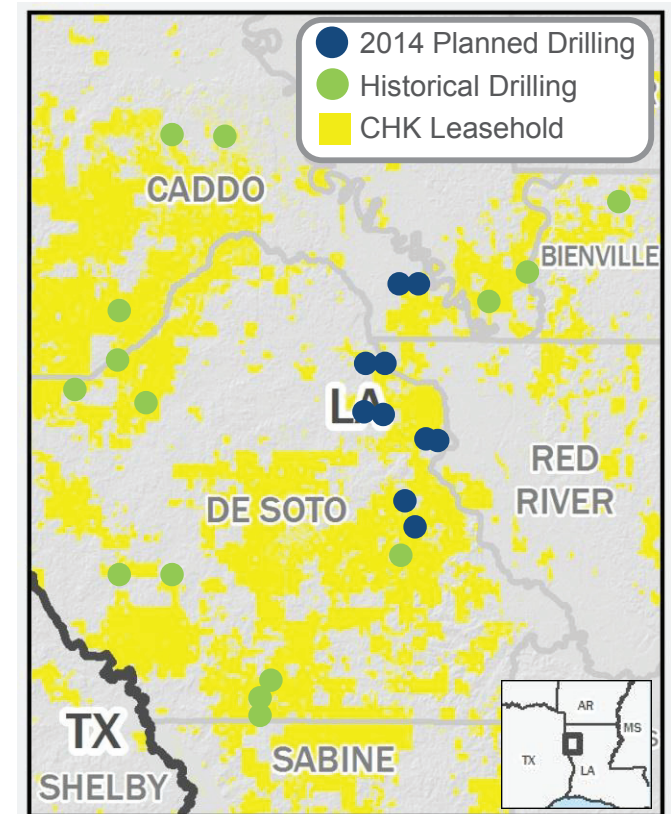 2014 Planned Drilling
Historical Drilling
CHK Leasehold
CADDO
BIENVILLE
LA
RED
RIVER
DE SOTO
TX
SHELBY
SABINE
AR
MS
TX
LA